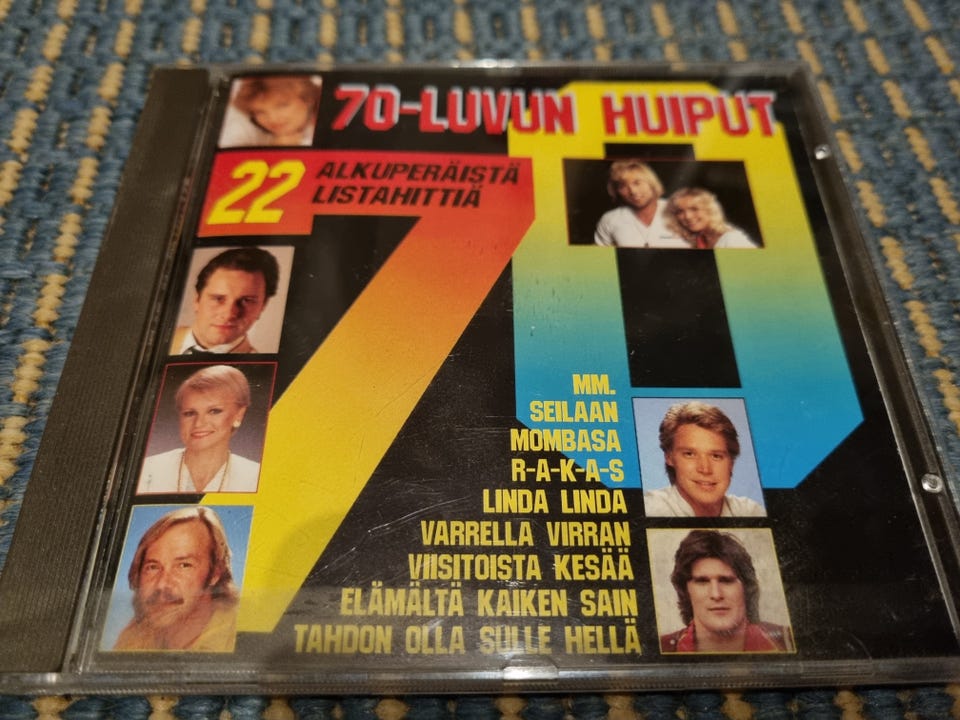 70-LUVUN HUIPUT
22
ALKUPERÄISTÄ
LISTAHITTIÄ
70
MM.
SEILAAN
MOMBASA
R-A-K-A-S
LINDA LINDA
VARRELLA VIRRAN
VIISITOISTA KESÄÄ
ELÄMÄLTÄ KAIKEN SAIN
TAHDON OLLA SULLE HELLÄ